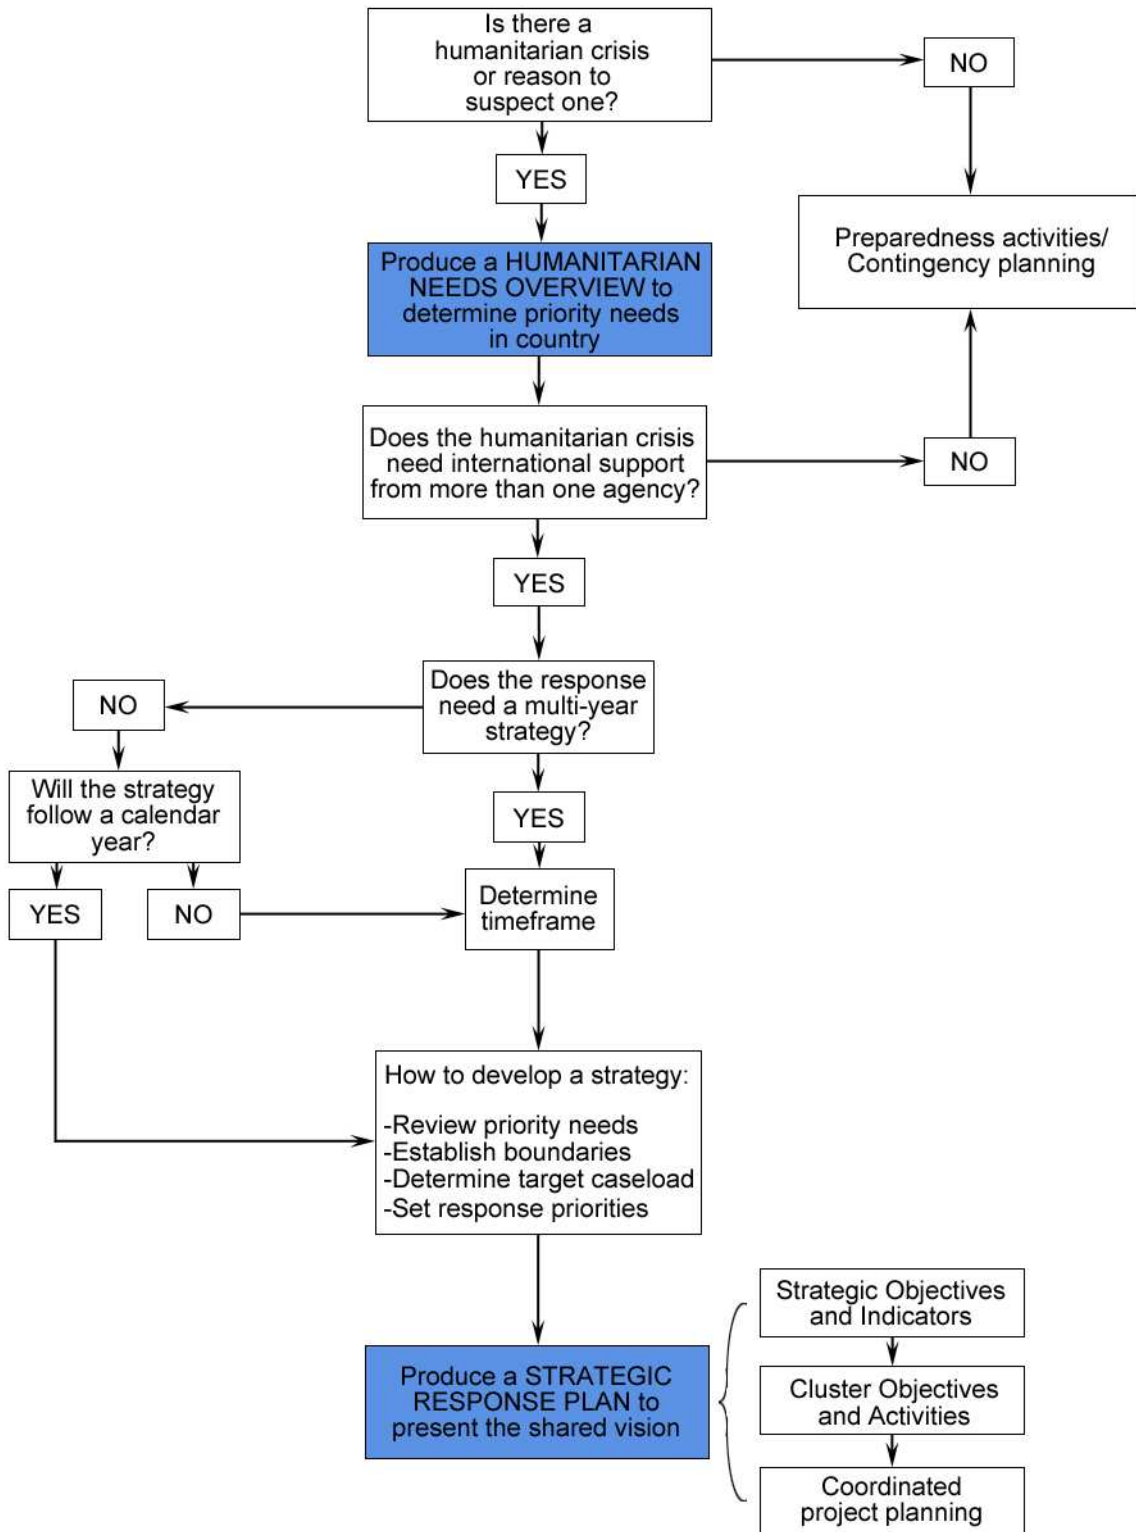 Is there a
humanitarian crisis
or reason to
suspect one?
NO
YES
Preparedness activities/
Contingency planning
Produce a HUMANITARIAN
NEEDS OVERVIEW to
determine priority needs
in country
Does the humanitarian crisis
need international support
from more than one agency?
NO
YES
Does the response
need a multi-year
strategy?
NO
Will the strategy
follow a calendar
year?
YES
YES
NO
Determine
timeframe
How to develop a strategy:
-Review priority needs
-Establish boundaries
-Determine target caseload
-Set response priorities
Produce a STRATEGIC
RESPONSE PLAN to
present the shared vision
Strategic Objectives
and Indicators
Cluster Objectives
and Activities
Coordinated
project planning